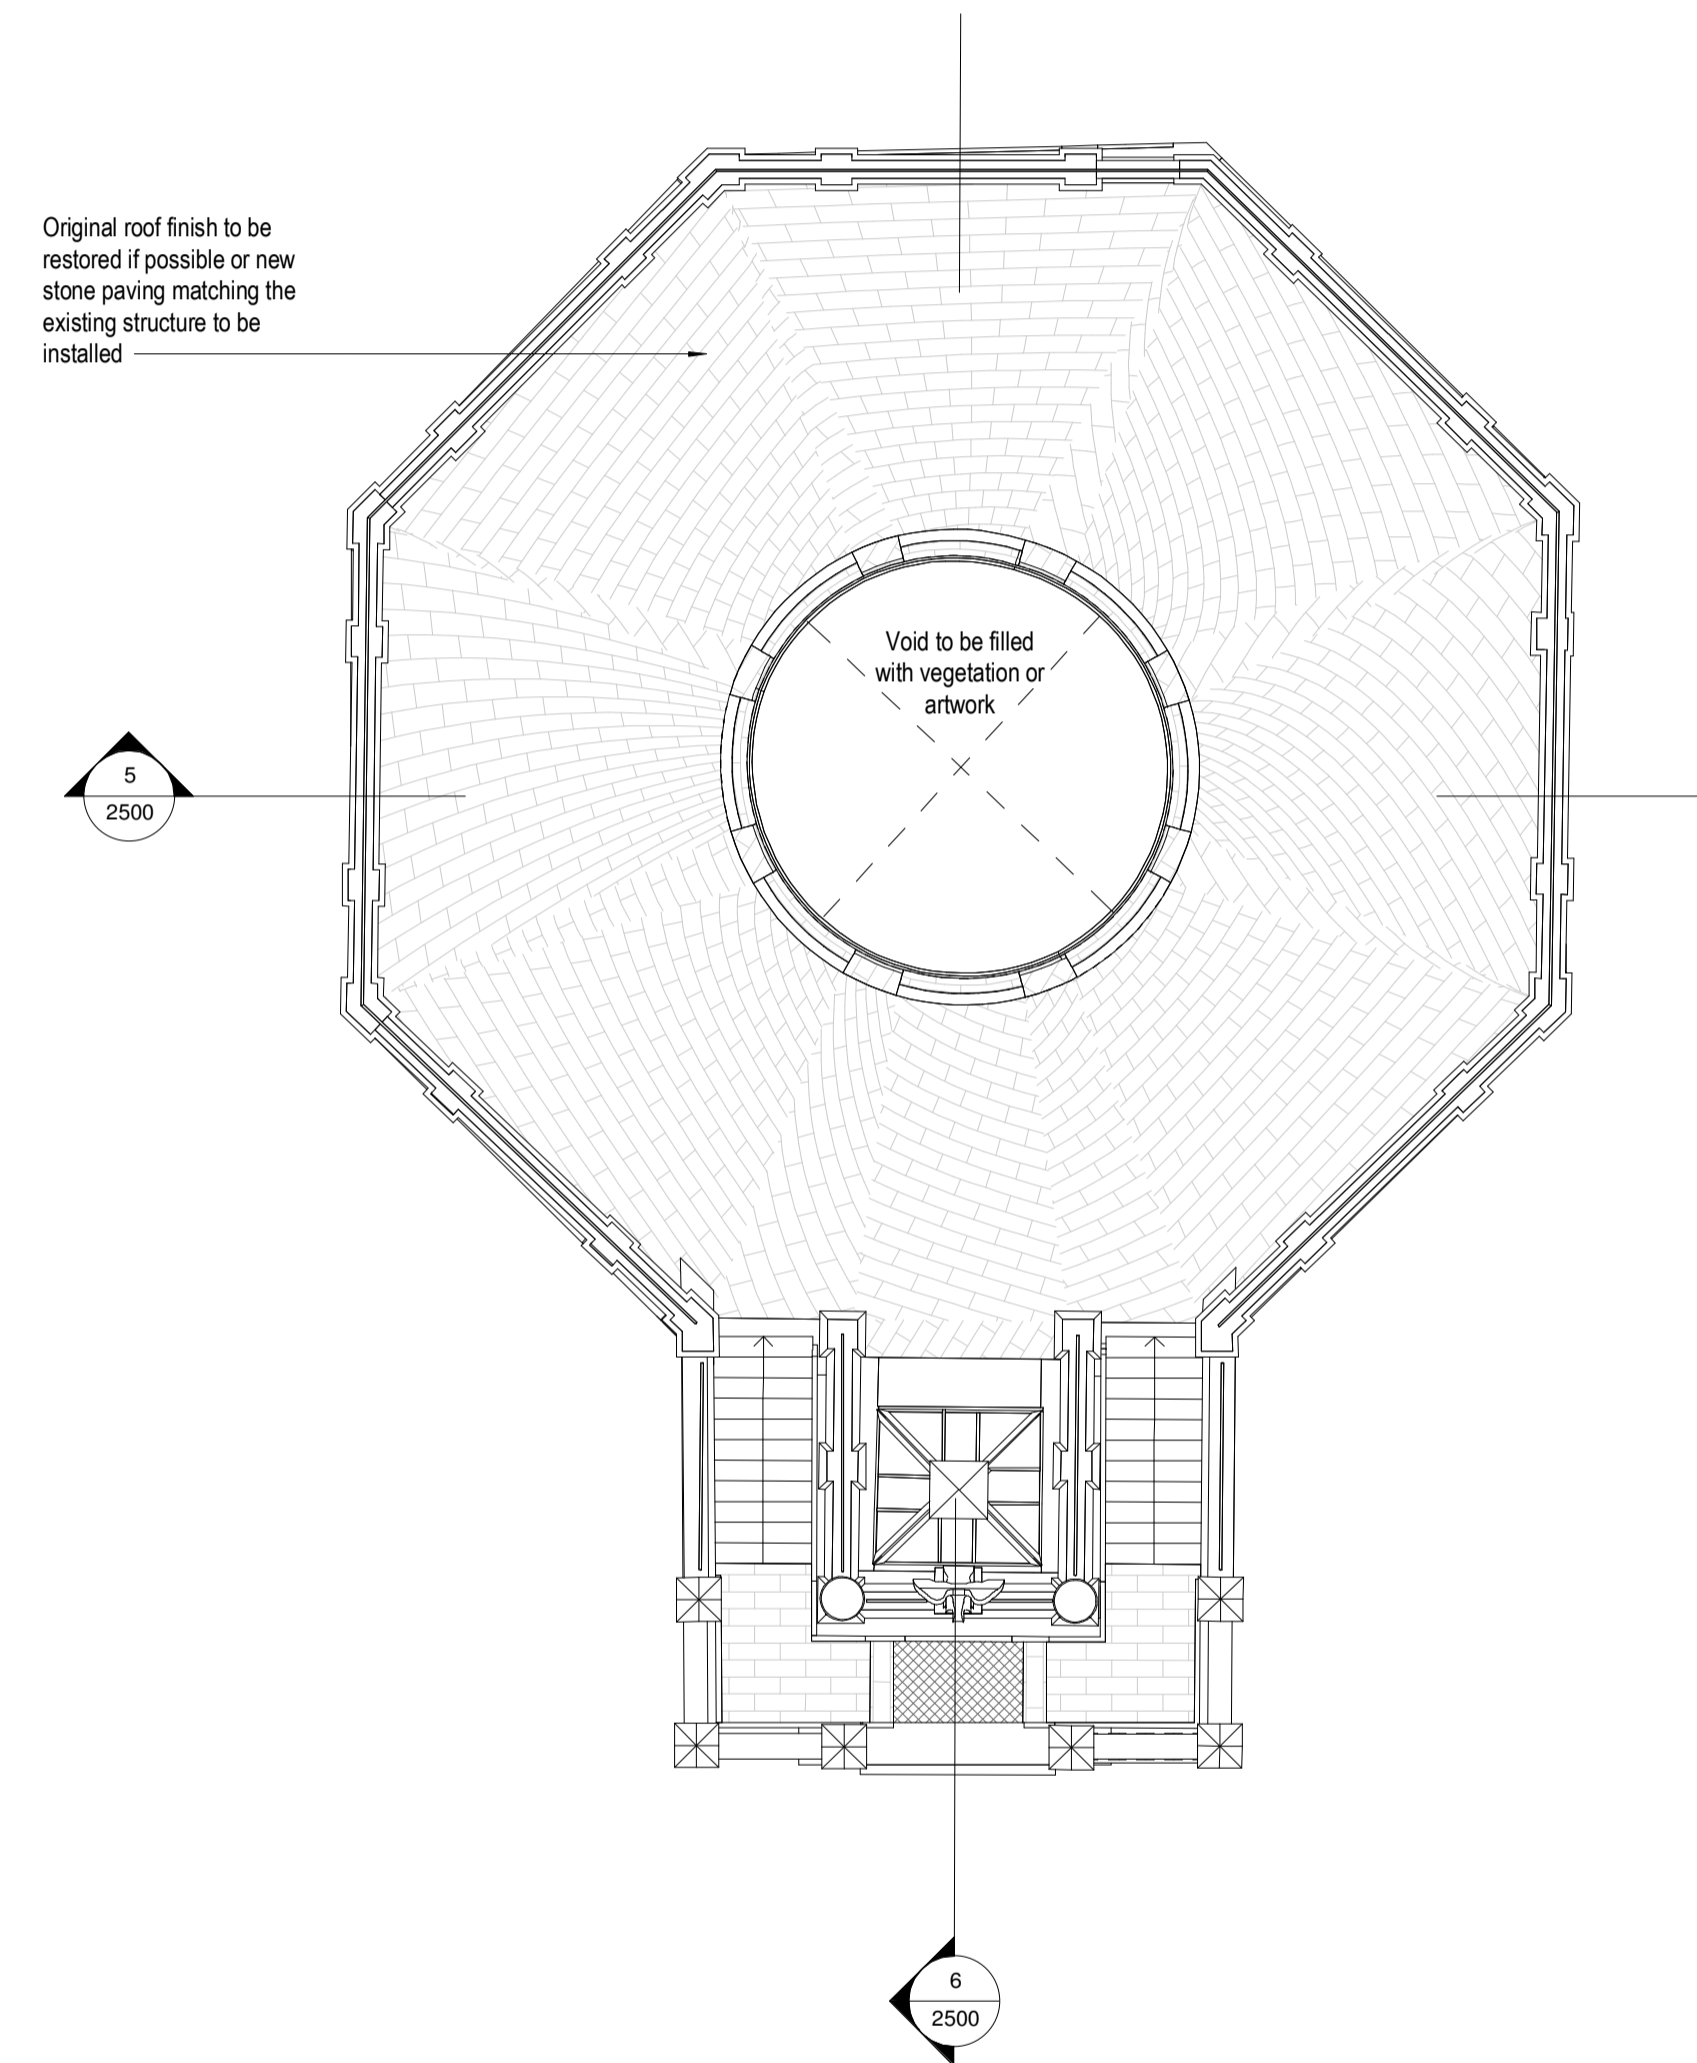 Original roof finish to be
restored if possible or new
stone paving matching the
existing structure to be
installed
Void to be filled
with vegetation or
artwork
5
2500
6
2500